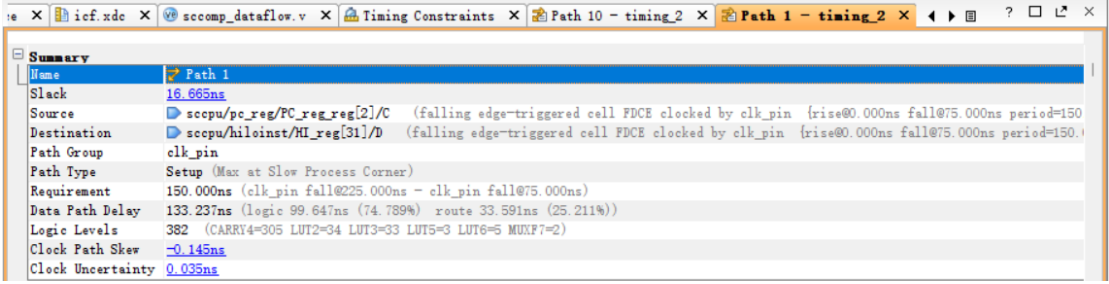 :e × icf.xdc × sccomp_dataflow.v × Timing Constraints × Path 10 - timing_2 × Path 1 - timing_2 × ? ×
Summary
Name Path 1
Slack 16.665ns
Source sccpu/pc_reg/PC_reg_reg[2]/C (falling edge-triggered cell FDCE clocked by clk_pin {rise@0.000ns fall@75.000ns period=150
Destination sccpu/hiloinst/HI_reg[31]/D (falling edge-triggered cell FDCE clocked by clk_pin {rise@0.000ns fall@75.000ns period=150.
Path Group clk_pin
Path Type Setup (Max at Slow Process Corner)
Requirement 150.000ns (clk_pin fall@225.000ns - clk_pin fall@75.000ns)
Data Path Delay 133.237ns (logic 99.647ns (74.789%) route 33.591ns (25.211%))
Logic Levels 382 (CARRY4=305 LUT2=34 LUT3=33 LUT5=3 LUT6=5 MUXF7=2)
Clock Path Skew -0.145ns
Clock Uncertainty 0.035ns